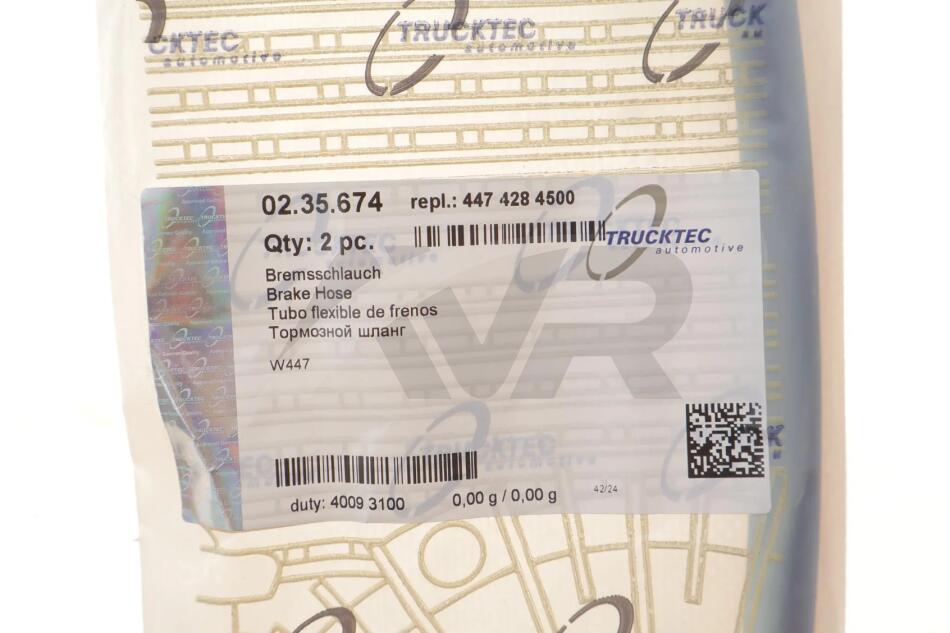 CKTEC
automotive
TRUCKTEC
automotive
TRUCK
02.35.674 repl.: 447 428 4500
Qty: 2 pc.
TRUCKTEC
automotive
Bremsschlauch
Brake Hose
Tubo flexible de frenos
Тормозной шланг
W447
VR
TRUCKTEC
automotive
duty: 4009 3100 0,00 g / 0,00 g 42/24